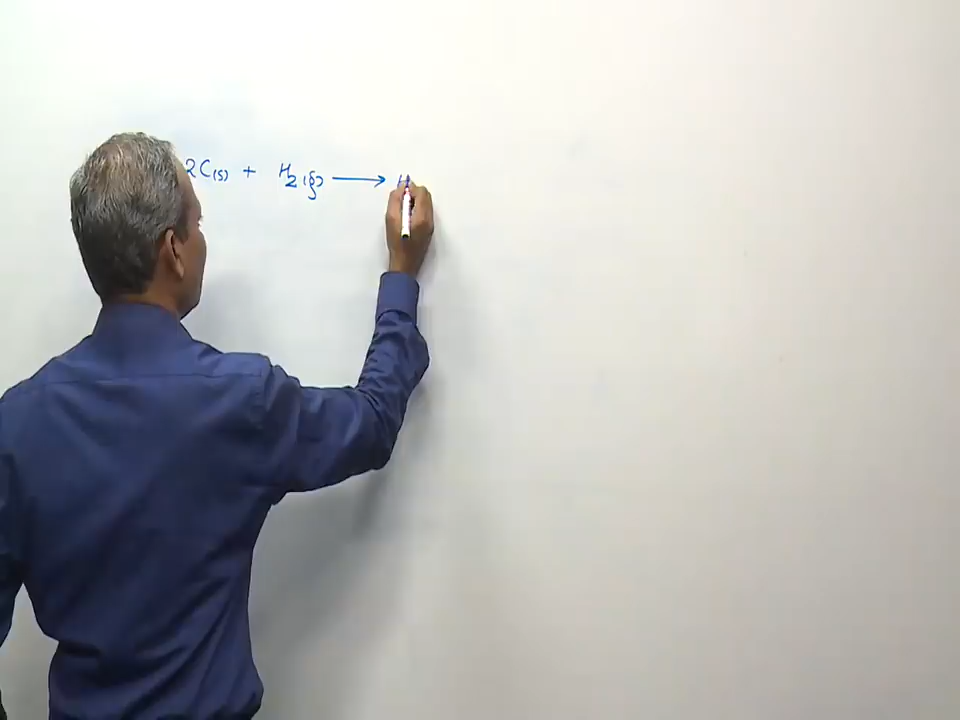 2C(s) + H2(g) → H